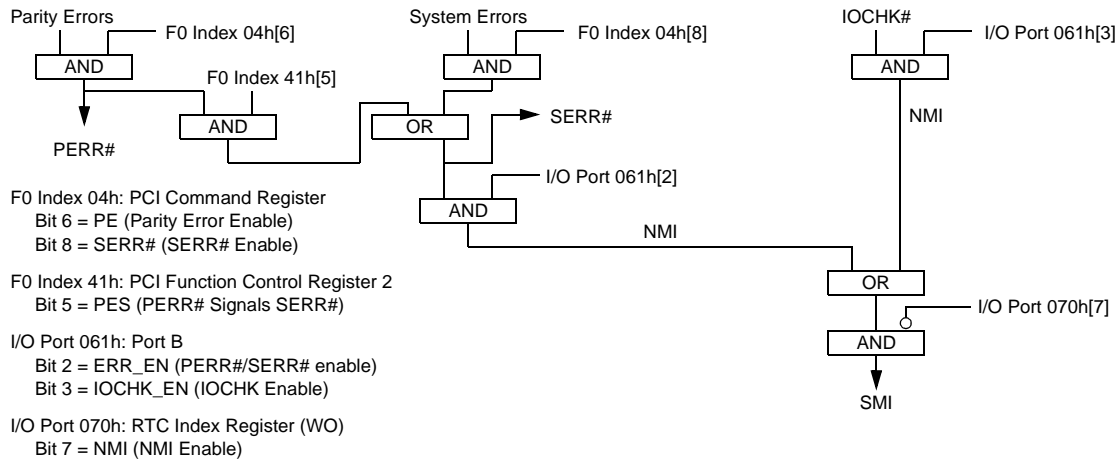 Parity Errors
F0 Index 04h[6]
AND
F0 Index 41h[5]
AND
PERR#
System Errors
F0 Index 04h[8]
AND
OR
SERR#
I/O Port 061h[2]
AND
NMI
IOCHK#
I/O Port 061h[3]
AND
NMI
OR
I/O Port 070h[7]
AND
SMI
F0 Index 04h: PCI Command Register
Bit 6 = PE (Parity Error Enable)
Bit 8 = SERR# (SERR# Enable)
F0 Index 41h: PCI Function Control Register 2
Bit 5 = PES (PERR# Signals SERR#)
I/O Port 061h: Port B
Bit 2 = ERR_EN (PERR#/SERR# enable)
Bit 3 = IOCHK_EN (IOCHK Enable)
I/O Port 070h: RTC Index Register (WO)
Bit 7 = NMI (NMI Enable)